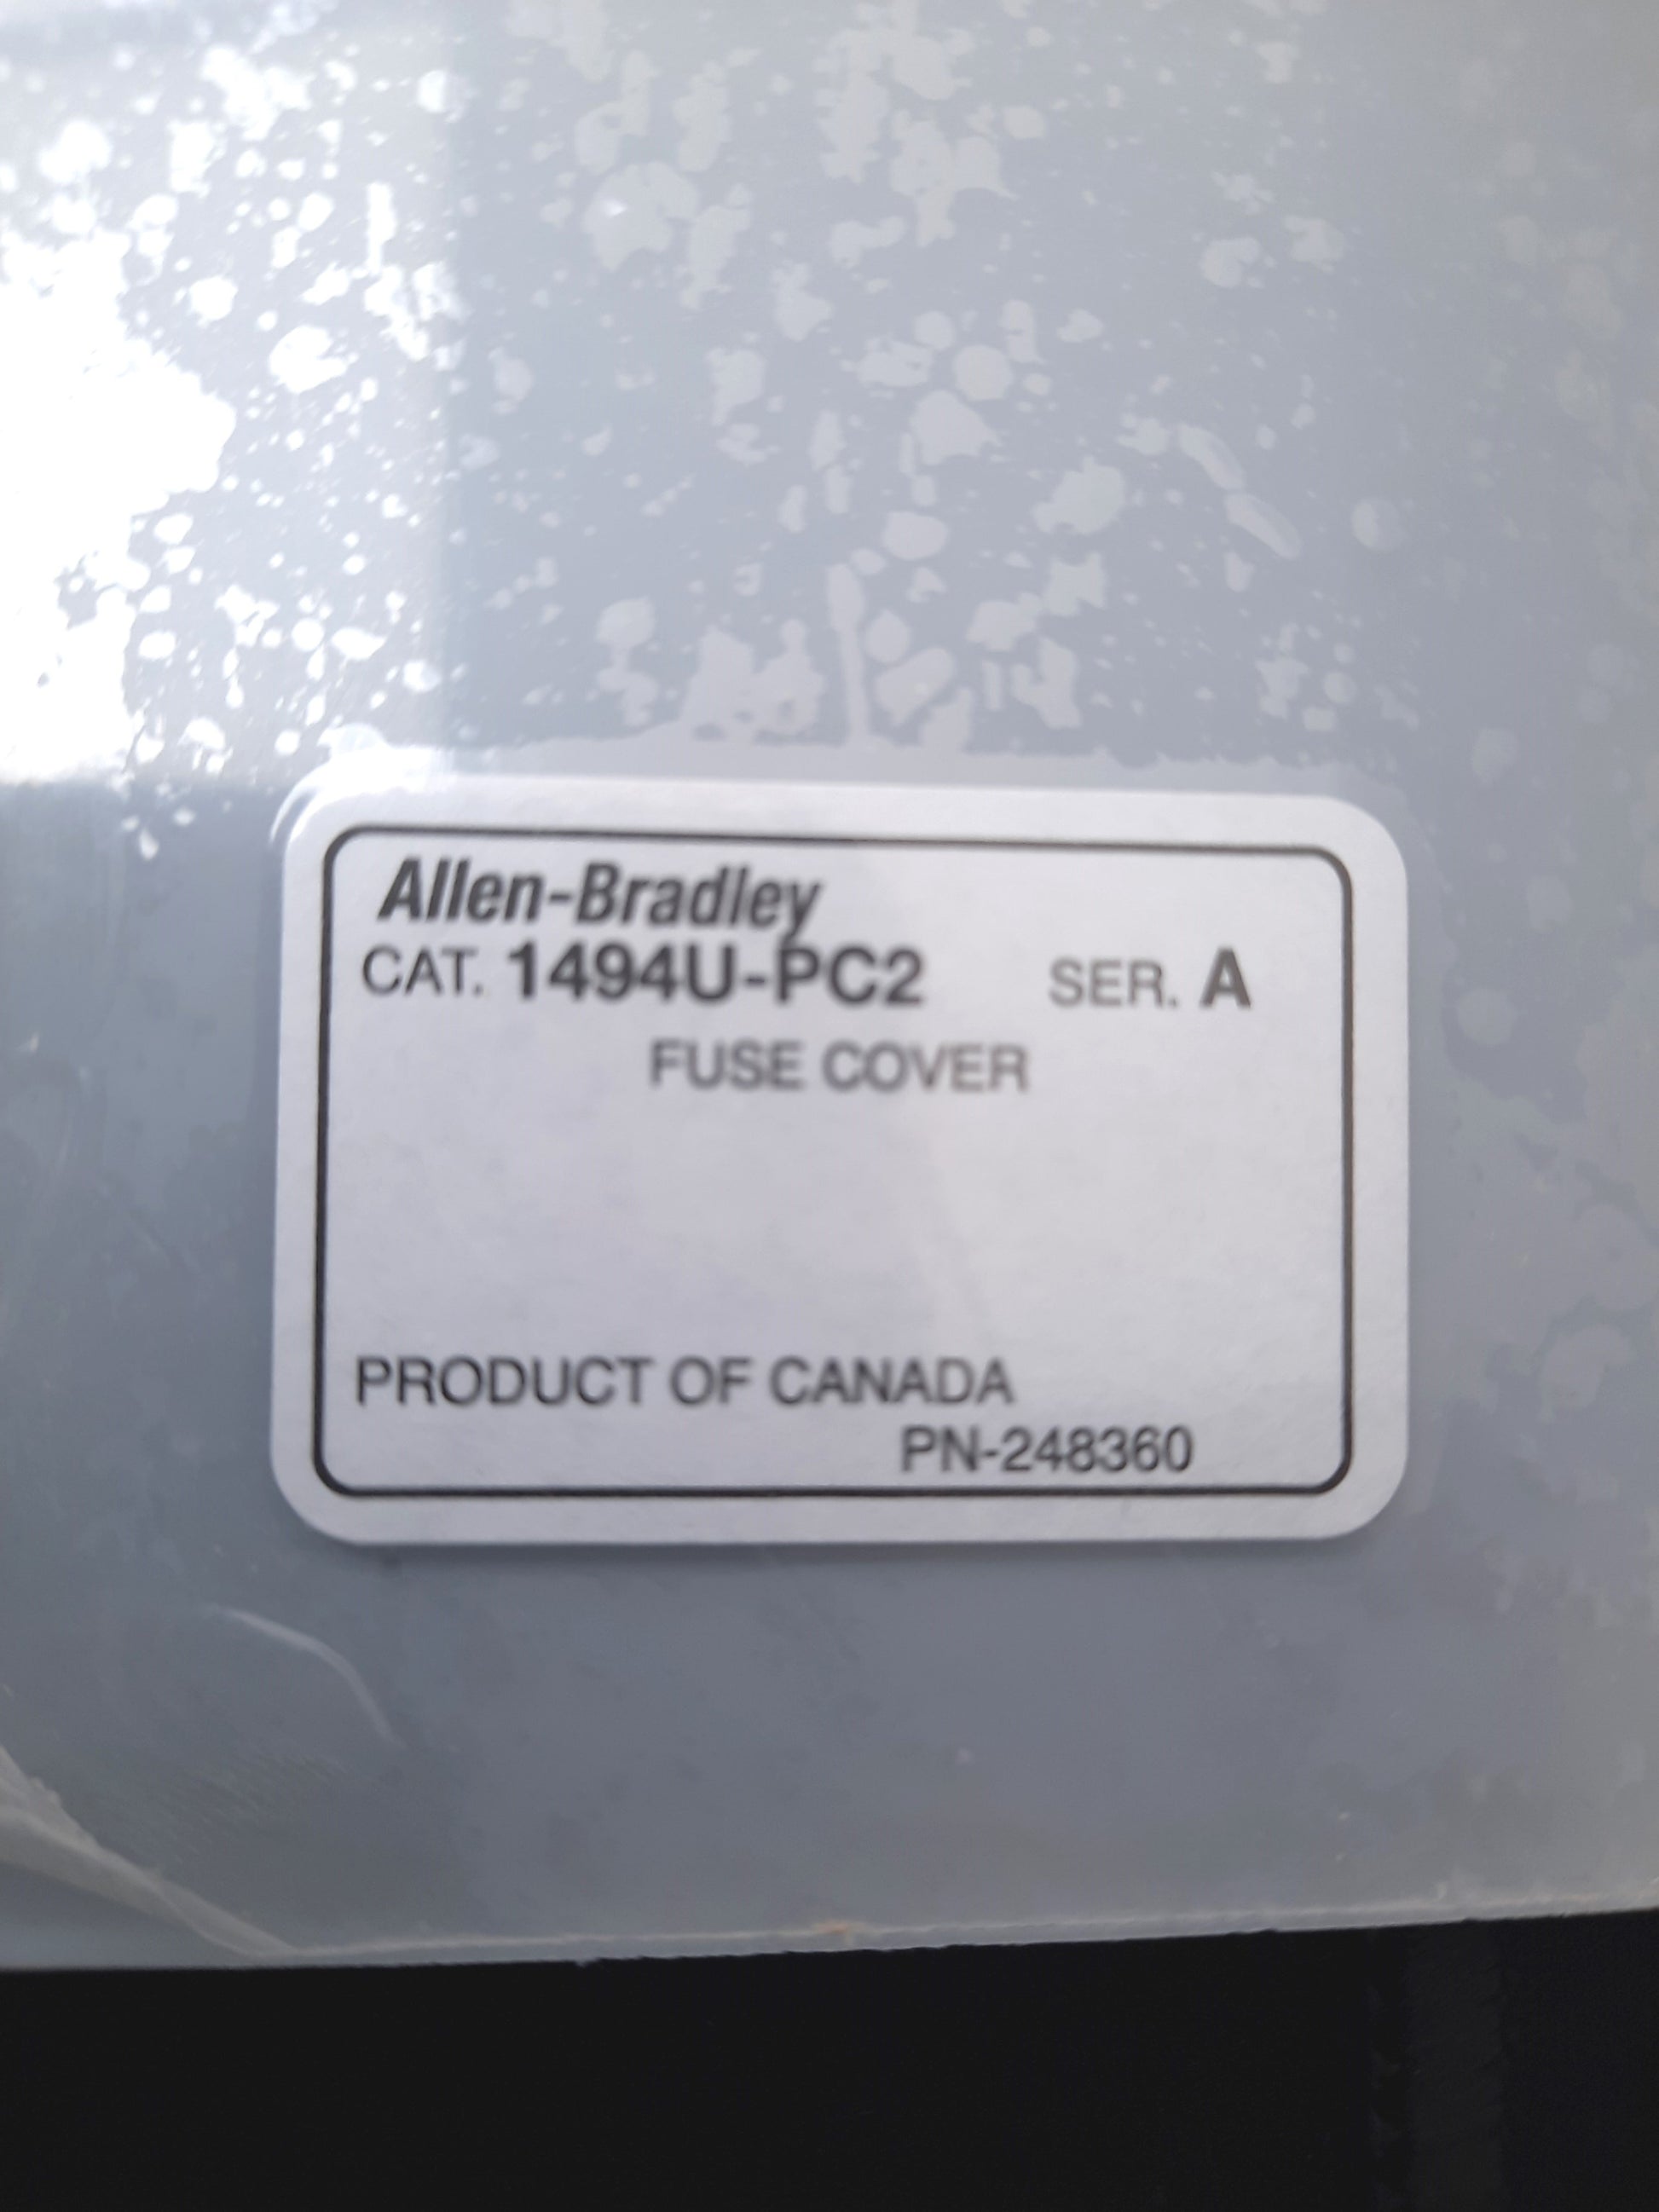 Allen-Bradley
CAT. 1494U-PC2 SER. A
FUSE COVER
PRODUCT OF CANADA
PN-248360